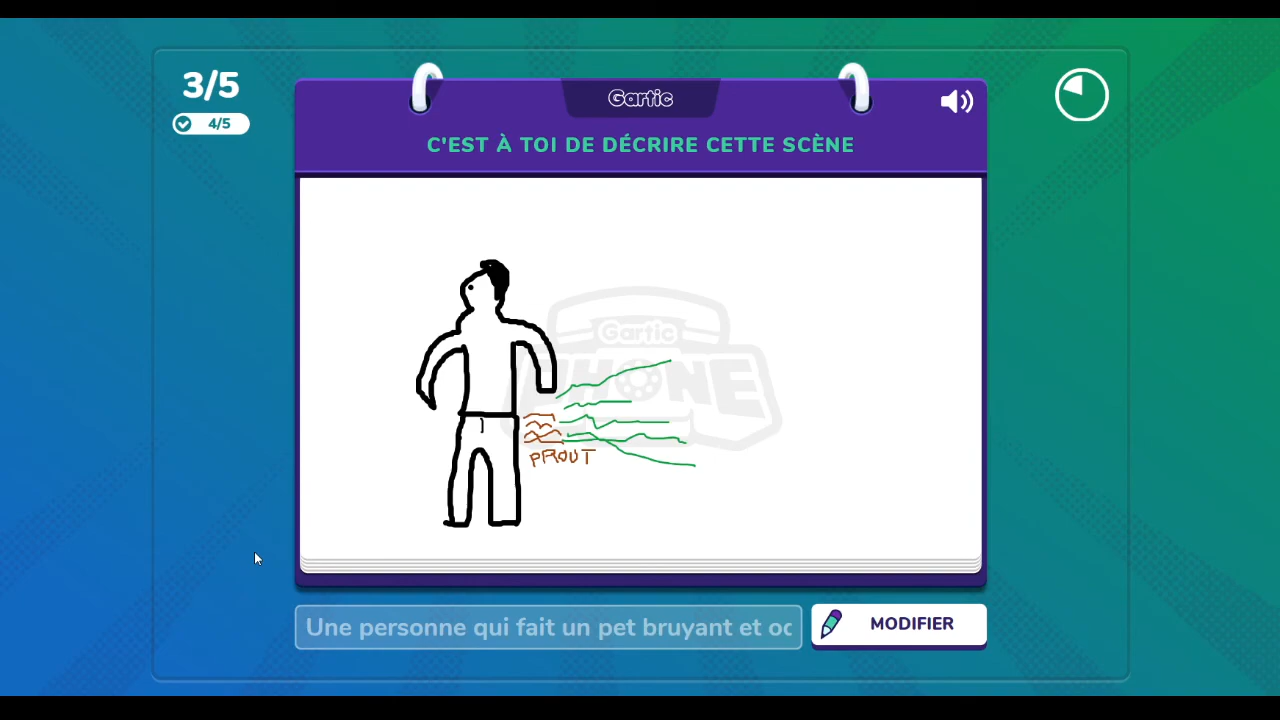 3/5
4/5
Gartic
C'EST À TOI DE DÉCRIRE CETTE SCÈNE
Gartic
PHONE
PROUT
Une personne qui fait un pet bruyant et oc
MODIFIER